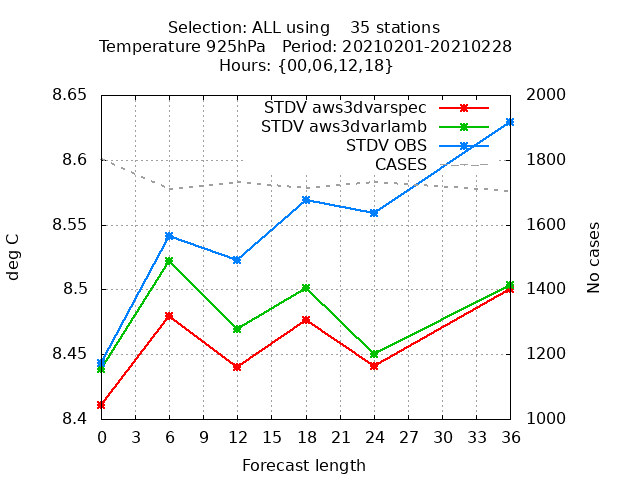 Selection: ALL using    35 stations
Temperature 925hPa   Period: 20210201-20210228
Hours: {00,06,12,18}
8.65
8.6
8.55
8.5
8.45
8.4
deg C
STDV aws3dvarspec
STDV aws3dvarlamb
STDV OBS
CASES
2000
1800
1600
1400
1200
1000
No cases
0 3 6 9 12 15 18 21 24 27 30 33 36
Forecast length